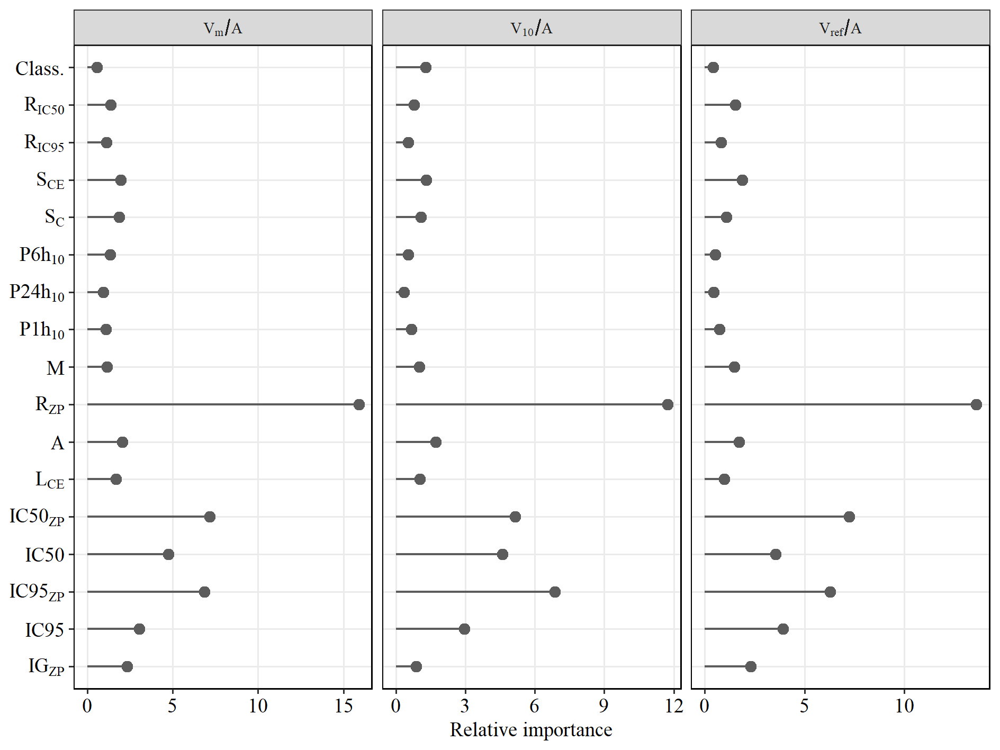 Vm/A V10/A Vref/A
Class.
RIC50
RIC95
SCE
SC
P6h10
P24h10
P1h10
M
RZP
A
LCE
IC50ZP
IC50
IC95ZP
IC95
IGZP
0 5 10 15 0 3 6 9 12 0 5 10
Relative importance